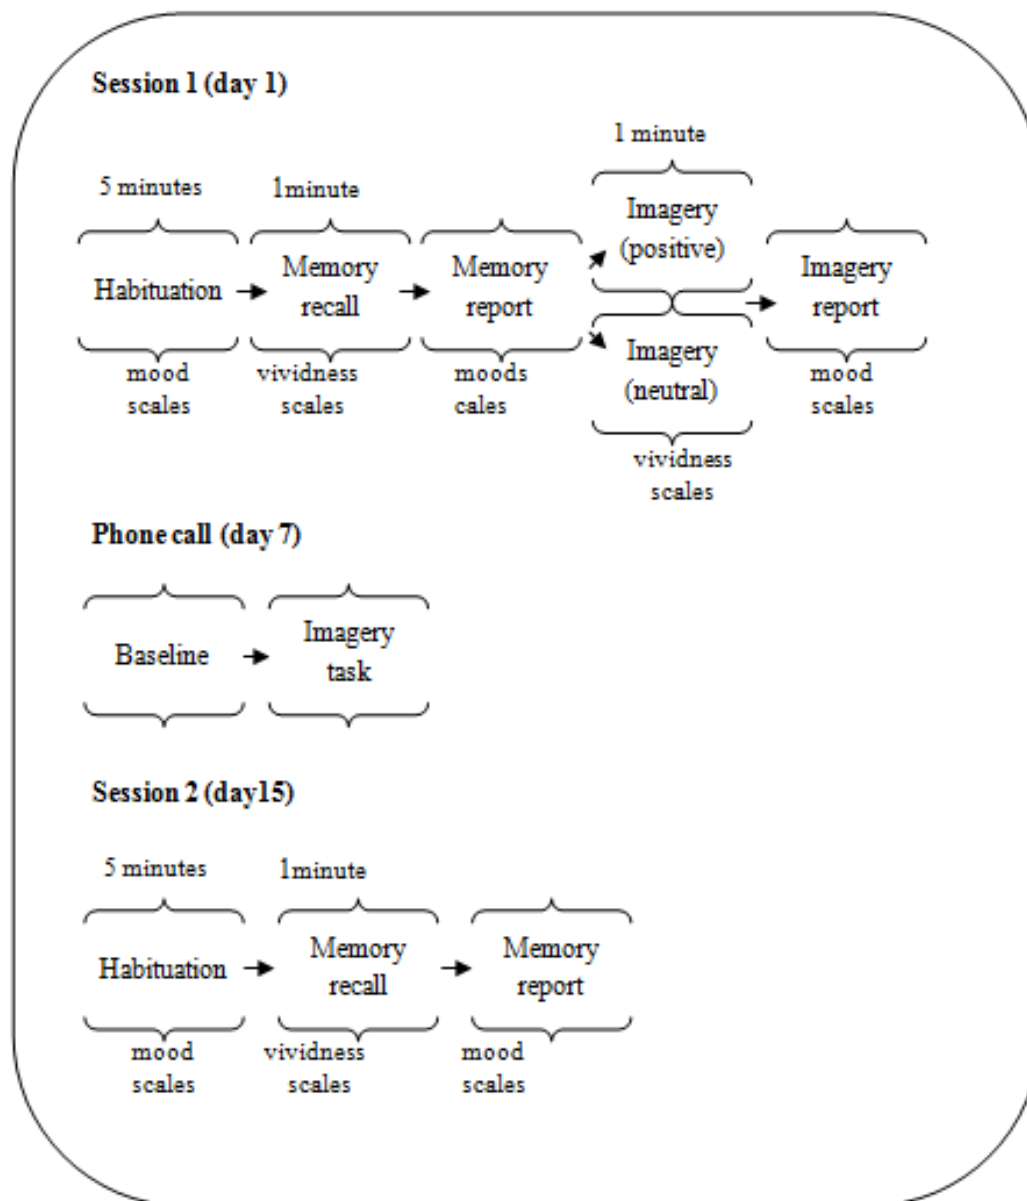 Session 1 (day 1)
1 minute
5 minutes
1minute
Habituation
Memory
recall
Memory
report
Imagery
(positive)
Imagery
(neutral)
Imagery
report
mood
scales
vividness
scales
moods
cales
vividness
scales
mood
scales
Phone call (day 7)
Baseline
Imagery
task
Session 2 (day15)
5 minutes
1minute
Habituation
Memory
recall
Memory
report
mood
scales
vividness
scales
mood
scales